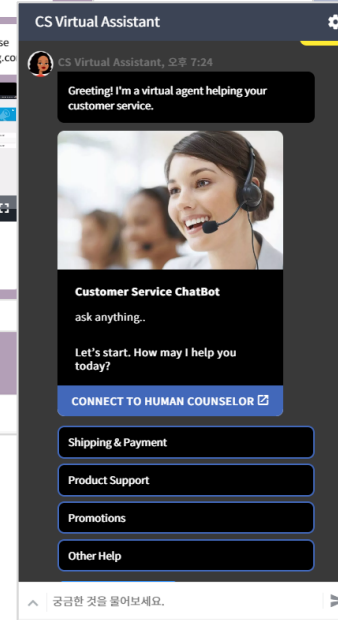 CS Virtual Assistant
se
g.co
CS Virtual Assistant, 오후 7:24
Greeting! I'm a virtual agent helping your
customer service.
Customer Service ChatBot
ask anything..
Let's start. How may I help you
today?
CONNECT TO HUMAN COUNSELOR
Shipping & Payment
Product Support
Promotions
Other Help
궁금한 것을 물어보세요.